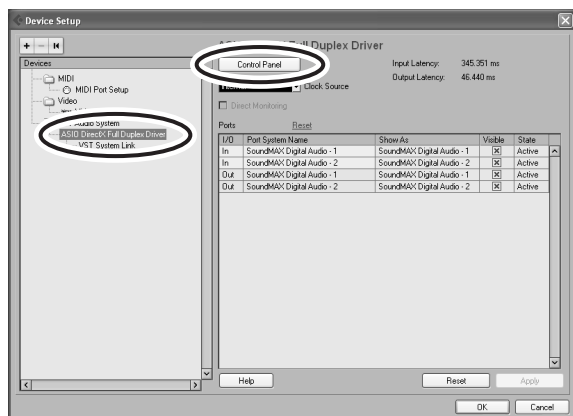 Device Setup
Devices
MIDI
MIDI Port Setup
Video
Audio System
ASIO DirectX Full Duplex Driver
VST System Link
Full Duplex Driver
Control Panel
Input Latency: 345.351 ms
Output Latency: 46.440 ms
Clock Source
Direct Monitoring
Ports Reset
I/O Port System Name Show As Visible State
In SoundMAX Digital Audio - 1 SoundMAX Digital Audio - 1 Active
In SoundMAX Digital Audio - 2 SoundMAX Digital Audio - 2 Active
Out SoundMAX Digital Audio - 1 SoundMAX Digital Audio - 1 Active
Out SoundMAX Digital Audio - 2 SoundMAX Digital Audio - 2 Active
Help Reset Apply
OK Cancel